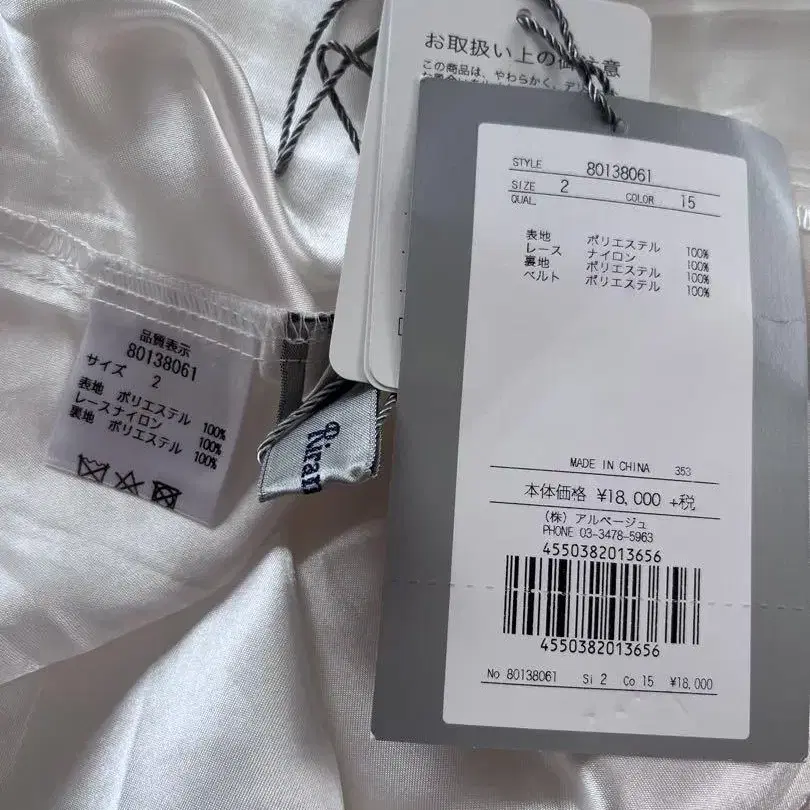 お取扱い上の御注意
この商品は、やわらかく、デリ
STYLE 80138061
SIZE 2 COLOR 15
QUAL.
表地 ポリエステル 100%
レース ナイロン 100%
裏地 ポリエステル 100%
ベルト ポリエステル 100%
MADE IN CHINA 353
本体価格 ¥18,000 +税
(株) アルページュ
PHONE 03-3478-5963
4550382013656
4550382013656
No 80138061 Si 2 Co 15 ¥18,000
品質表示
80138061
サイズ 2
表地 ポリエステル 100%
レースナイロン 100%
裏地 ポリエステル 100%
Riran